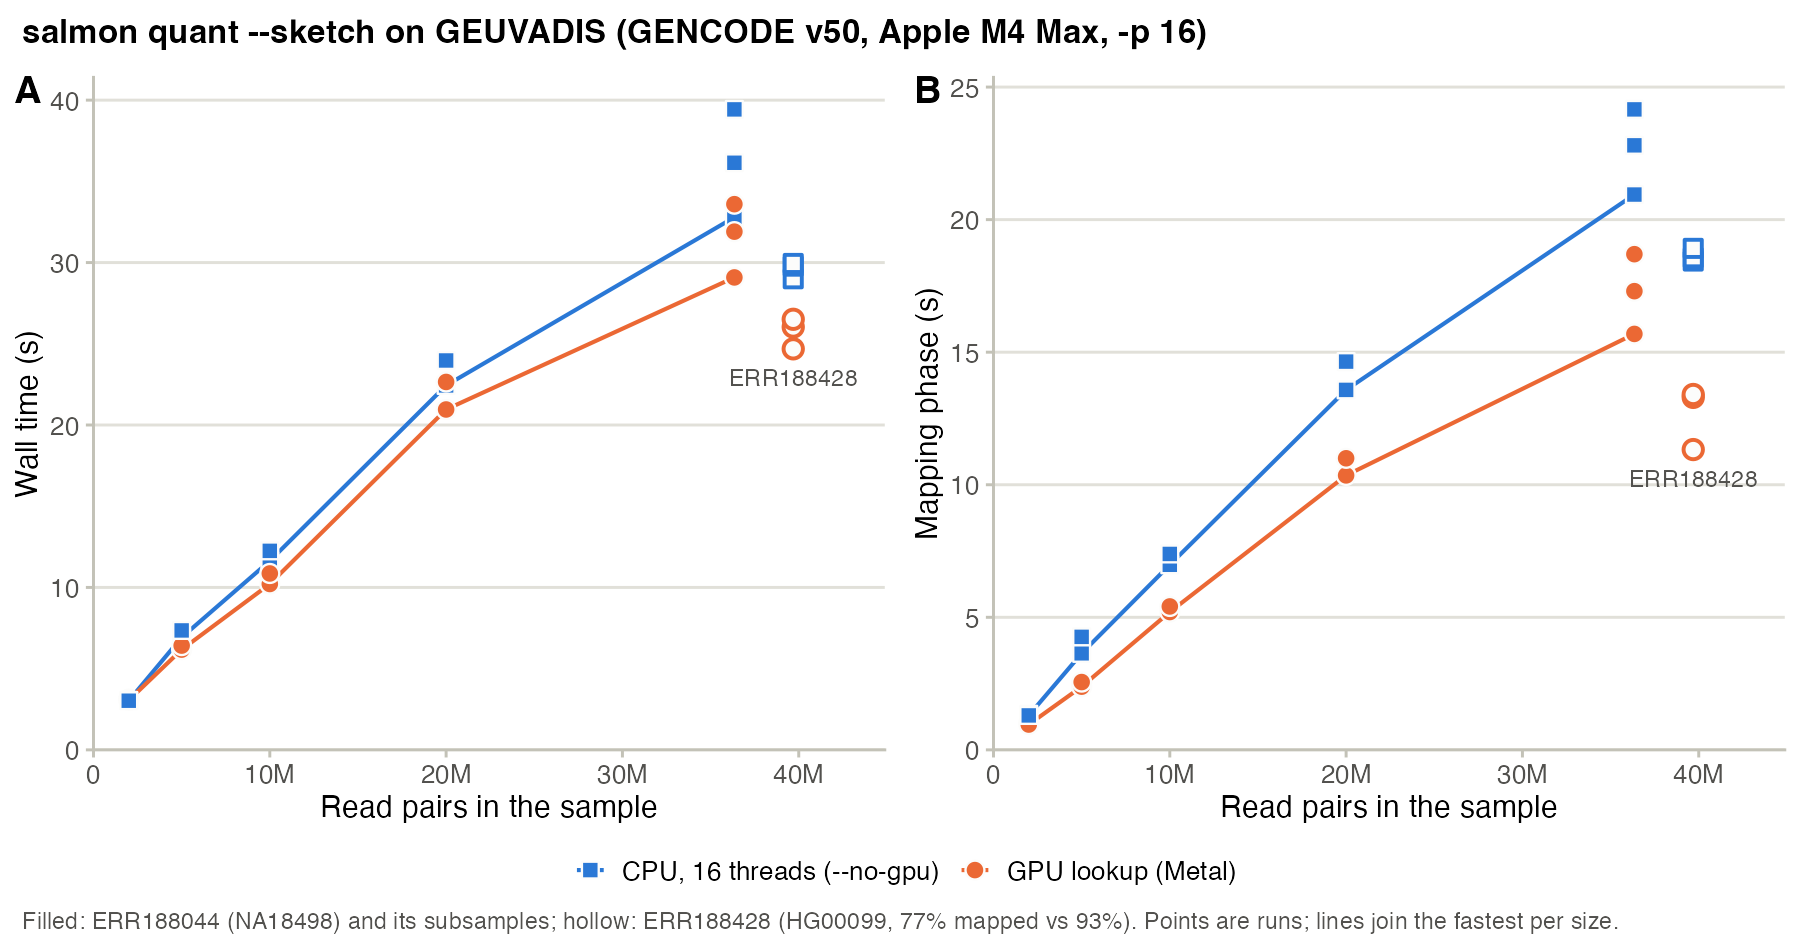 salmon quant --sketch on GEUVADIS (GENCODE v50, Apple M4 Max, -p 16)
A
40
30
20
10
0
Wall time (s)
ERR188428
0 10M 20M 30M 40M
Read pairs in the sample
B
25
20
15
10
5
0
Mapping phase (s)
ERR188428
0 10M 20M 30M 40M
Read pairs in the sample
CPU, 16 threads (--no-gpu) GPU lookup (Metal)
Filled: ERR188044 (NA18498) and its subsamples; hollow: ERR188428 (HG00099, 77% mapped vs 93%). Points are runs; lines join the fastest per size.